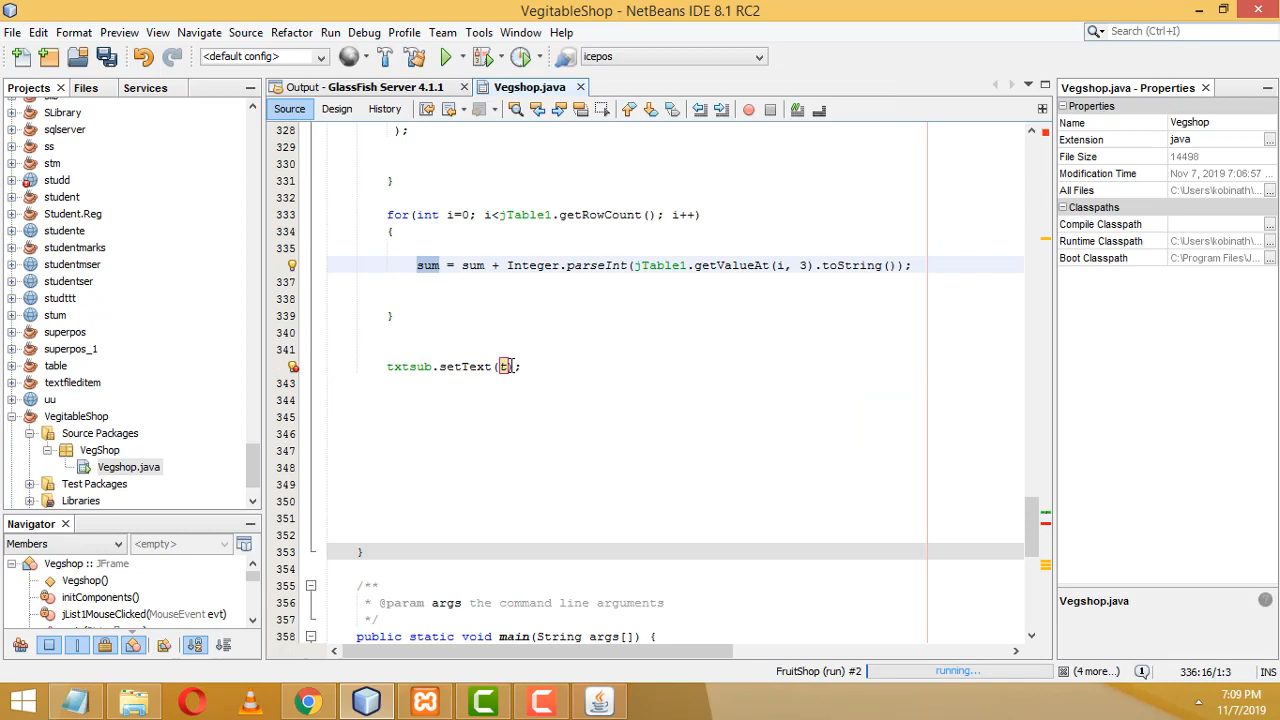 VegitableShop - NetBeans IDE 8.1 RC2
File Edit Format Preview View Navigate Source Refactor Run Debug Profile Team Tools Window Help
Search (Ctrl+I)
<default config>
icepos
Projects
Files
Services
SLibrary
sqlserver
ss
stm
studd
student
Student.Reg
studente
studentmarks
studentmser
studetmser
studttt
stum
superpos
superpos_1
table
textfileditem
uu
VegitableShop
Source Packages
VegShop
Vegshop.java
Test Packages
Libraries
Navigator
Members
<empty>
Vegshop :: JFrame
Vegshop()
initComponents()
jList1MouseClicked(MouseEvent evt)
Output - GlassFish Server 4.1.1
Vegshop.java
Source Design History
328 );
329
330
331 }
332
333 for(int i=0; i<jTable1.getRowCount(); i++)
334 {
335
sum = sum + Integer.parseInt(jTable1.getValueAt(i, 3).toString());
337
338
339 }
340
341
txtsub.setText(t);
343
344
345
346
347
348
349
350
351
352
353 }
355 /**
356 * @param args the command line arguments
357 */
358 public static void main(String args[]) {
Vegshop.java - Properties
Properties
Name Vegshop
Extension java
File Size 14498
Modification Time Nov 7, 2019 7:06:57 ...
All Files C:\Users\kobinath\...
Classpaths
Compile Classpath
Runtime Classpath C:\Users\kobinath\...
Boot Classpath C:\Program Files\J...
Vegshop.java
FruitShop (run) #2
running...
(4 more...)
1
336:16/1:3
INS
7:09 PM
11/7/2019